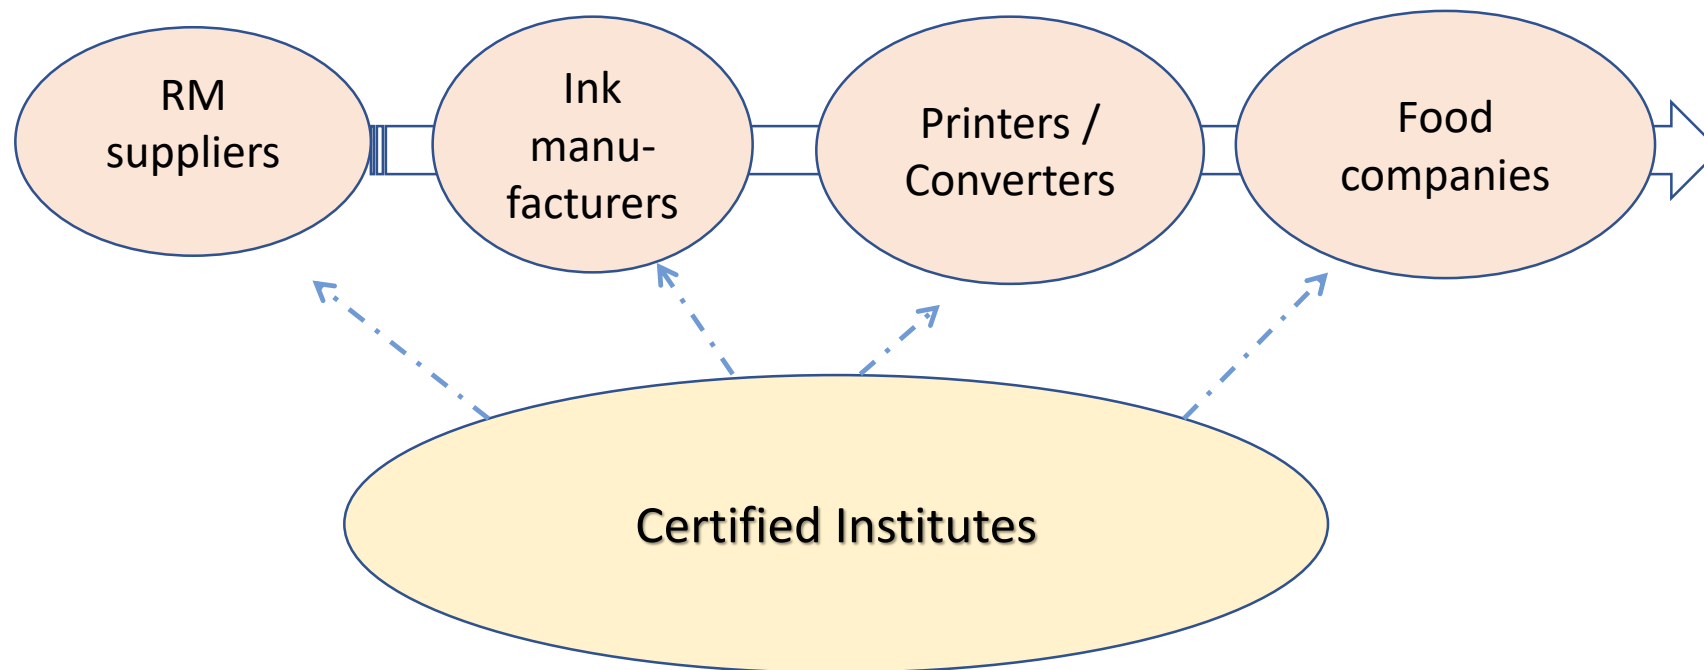 RM
suppliers
Ink
manu-
facturers
Printers /
Converters
Food
companies
Certified Institutes